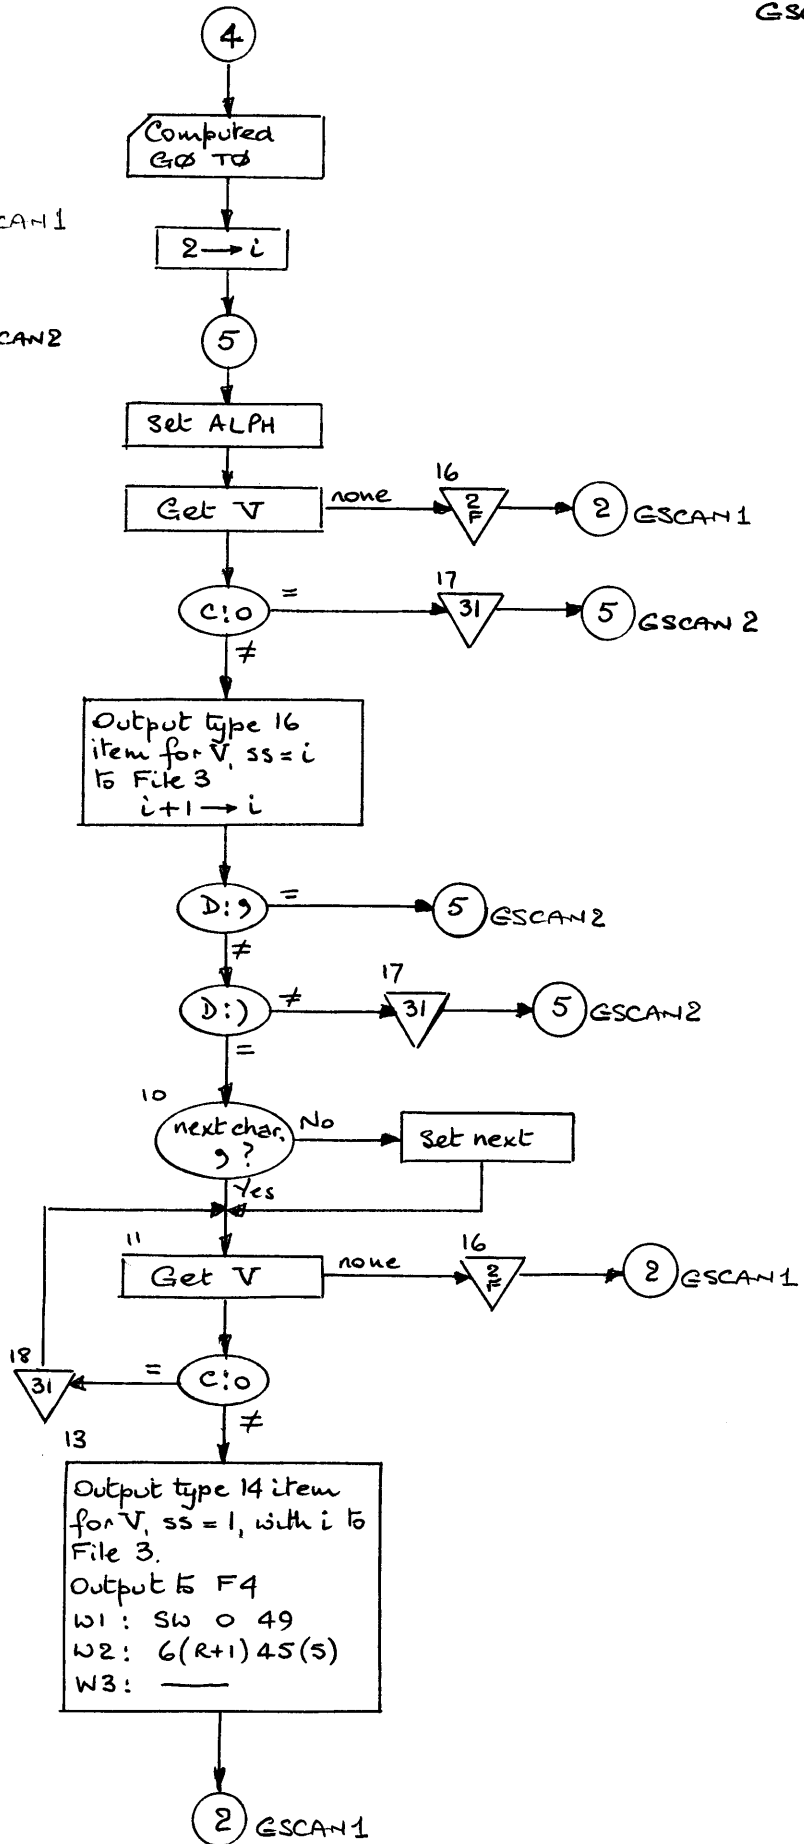 GS
4
Computed
GØ TØ
CAN1
2 → i
CAN2
5
Set ALPH
Get V
none
16
2
F
2
GSCAN1
C:0
=
17
31
5
GSCAN 2
≠
Output type 16
item for V, ss = i
to File 3
i+1 → i
D:,
=
5
GSCAN2
≠
D:)
≠
17
31
5
GSCAN2
=
10
next char.
, ?
No
Set next
Yes
11
Get V
none
16
2
F
2
GSCAN1
18
31
=
C:0
≠
13
Output type 14 item
for V, ss = 1, with i to
File 3.
Output to F4
W1: SW 0 49
W2: 6(R+1)45(5)
W3: ——
2
GSCAN1